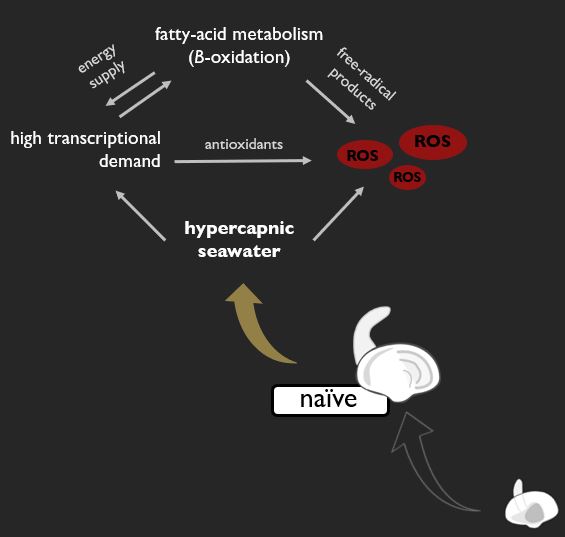 fatty-acid metabolism
(B-oxidation)
energy
supply
free-radical
products
high transcriptional
demand
antioxidants
ROS
ROS
ROS
hypercapnic
seawater
naïve